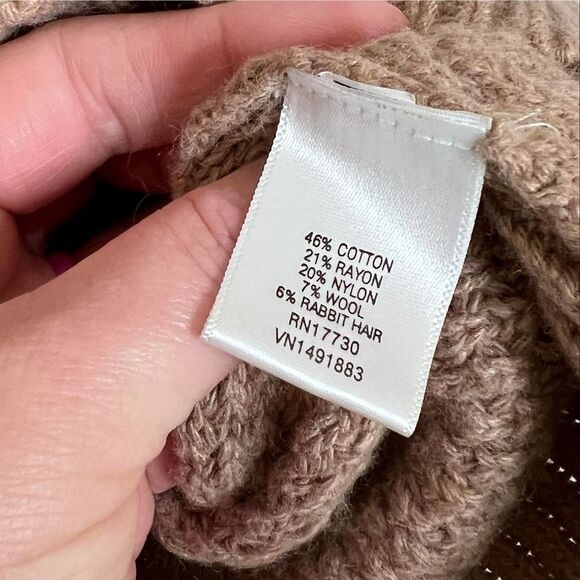 46% COTTON
21% RAYON
20% NYLON
7% WOOL
6% RABBIT HAIR
RN17730
VN1491883